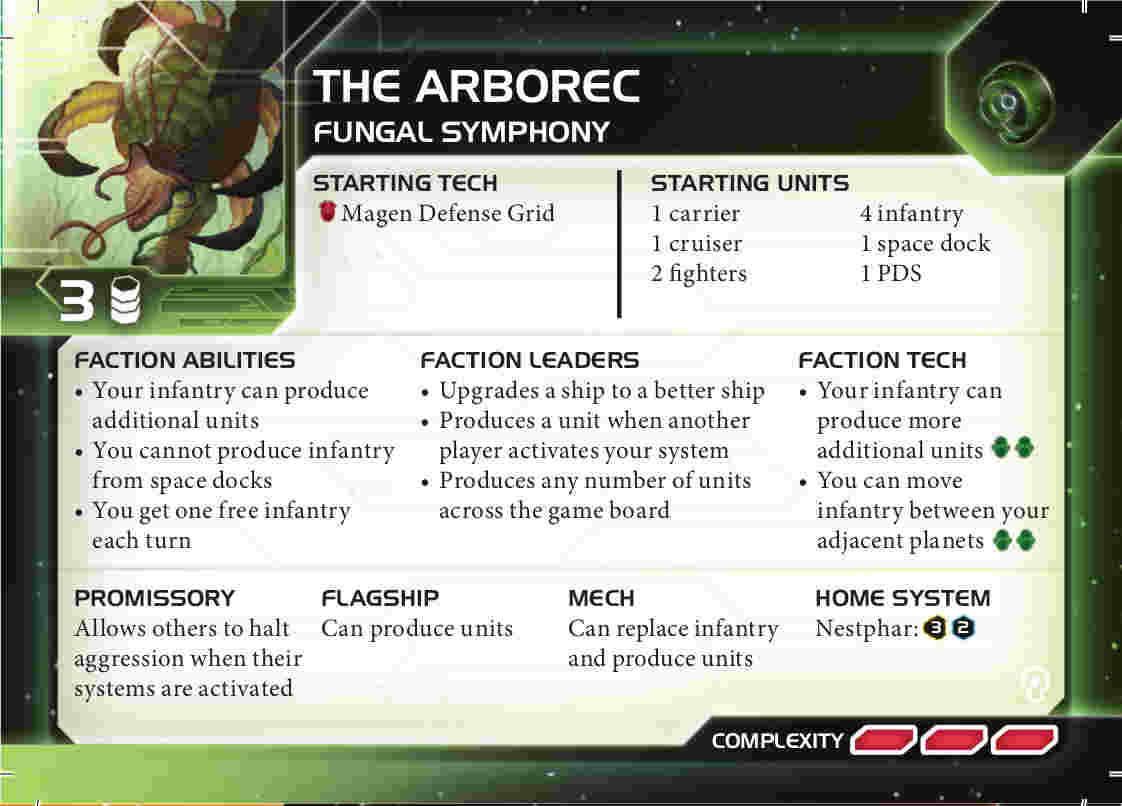 THE ARBOREC
FUNGAL SYMPHONY
3
STARTING TECH
Magen Defense Grid
STARTING UNITS
1 carrier
1 cruiser
2 fighters
4 infantry
1 space dock
1 PDS
FACTION ABILITIES
• Your infantry can produce
additional units
• You cannot produce infantry
from space docks
• You get one free infantry
each turn
FACTION LEADERS
• Upgrades a ship to a better ship
• Produces a unit when another
player activates your system
• Produces any number of units
across the game board
FACTION TECH
• Your infantry can
produce more
additional units
• You can move
infantry between your
adjacent planets
PROMISSORY
Allows others to halt
aggression when their
systems are activated
FLAGSHIP
Can produce units
MECH
Can replace infantry
and produce units
HOME SYSTEM
Nestphar: 3 2
COMPLEXITY